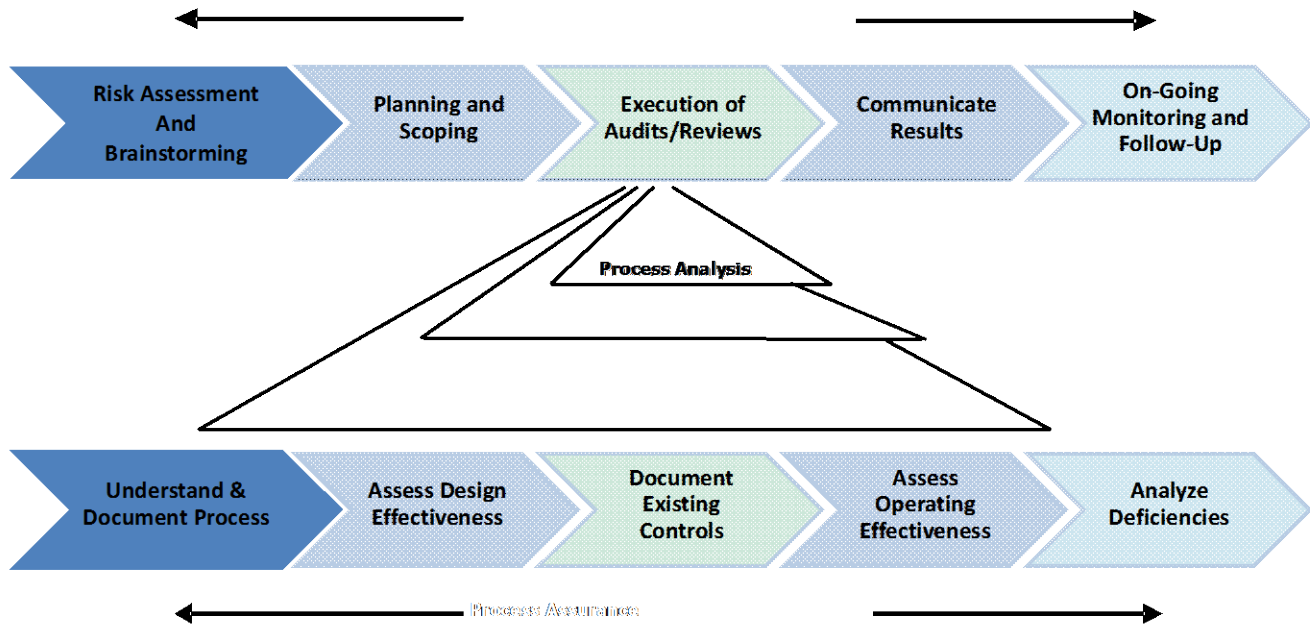 Risk Assessment
And
Brainstorming
Planning and
Scoping
Execution of
Audits/Reviews
Communicate
Results
On-Going
Monitoring and
Follow-Up
Process Analysis
Understand &
Document Process
Assess Design
Effectiveness
Document
Existing
Controls
Assess
Operating
Effectiveness
Analyze
Deficiencies
Process Assurance